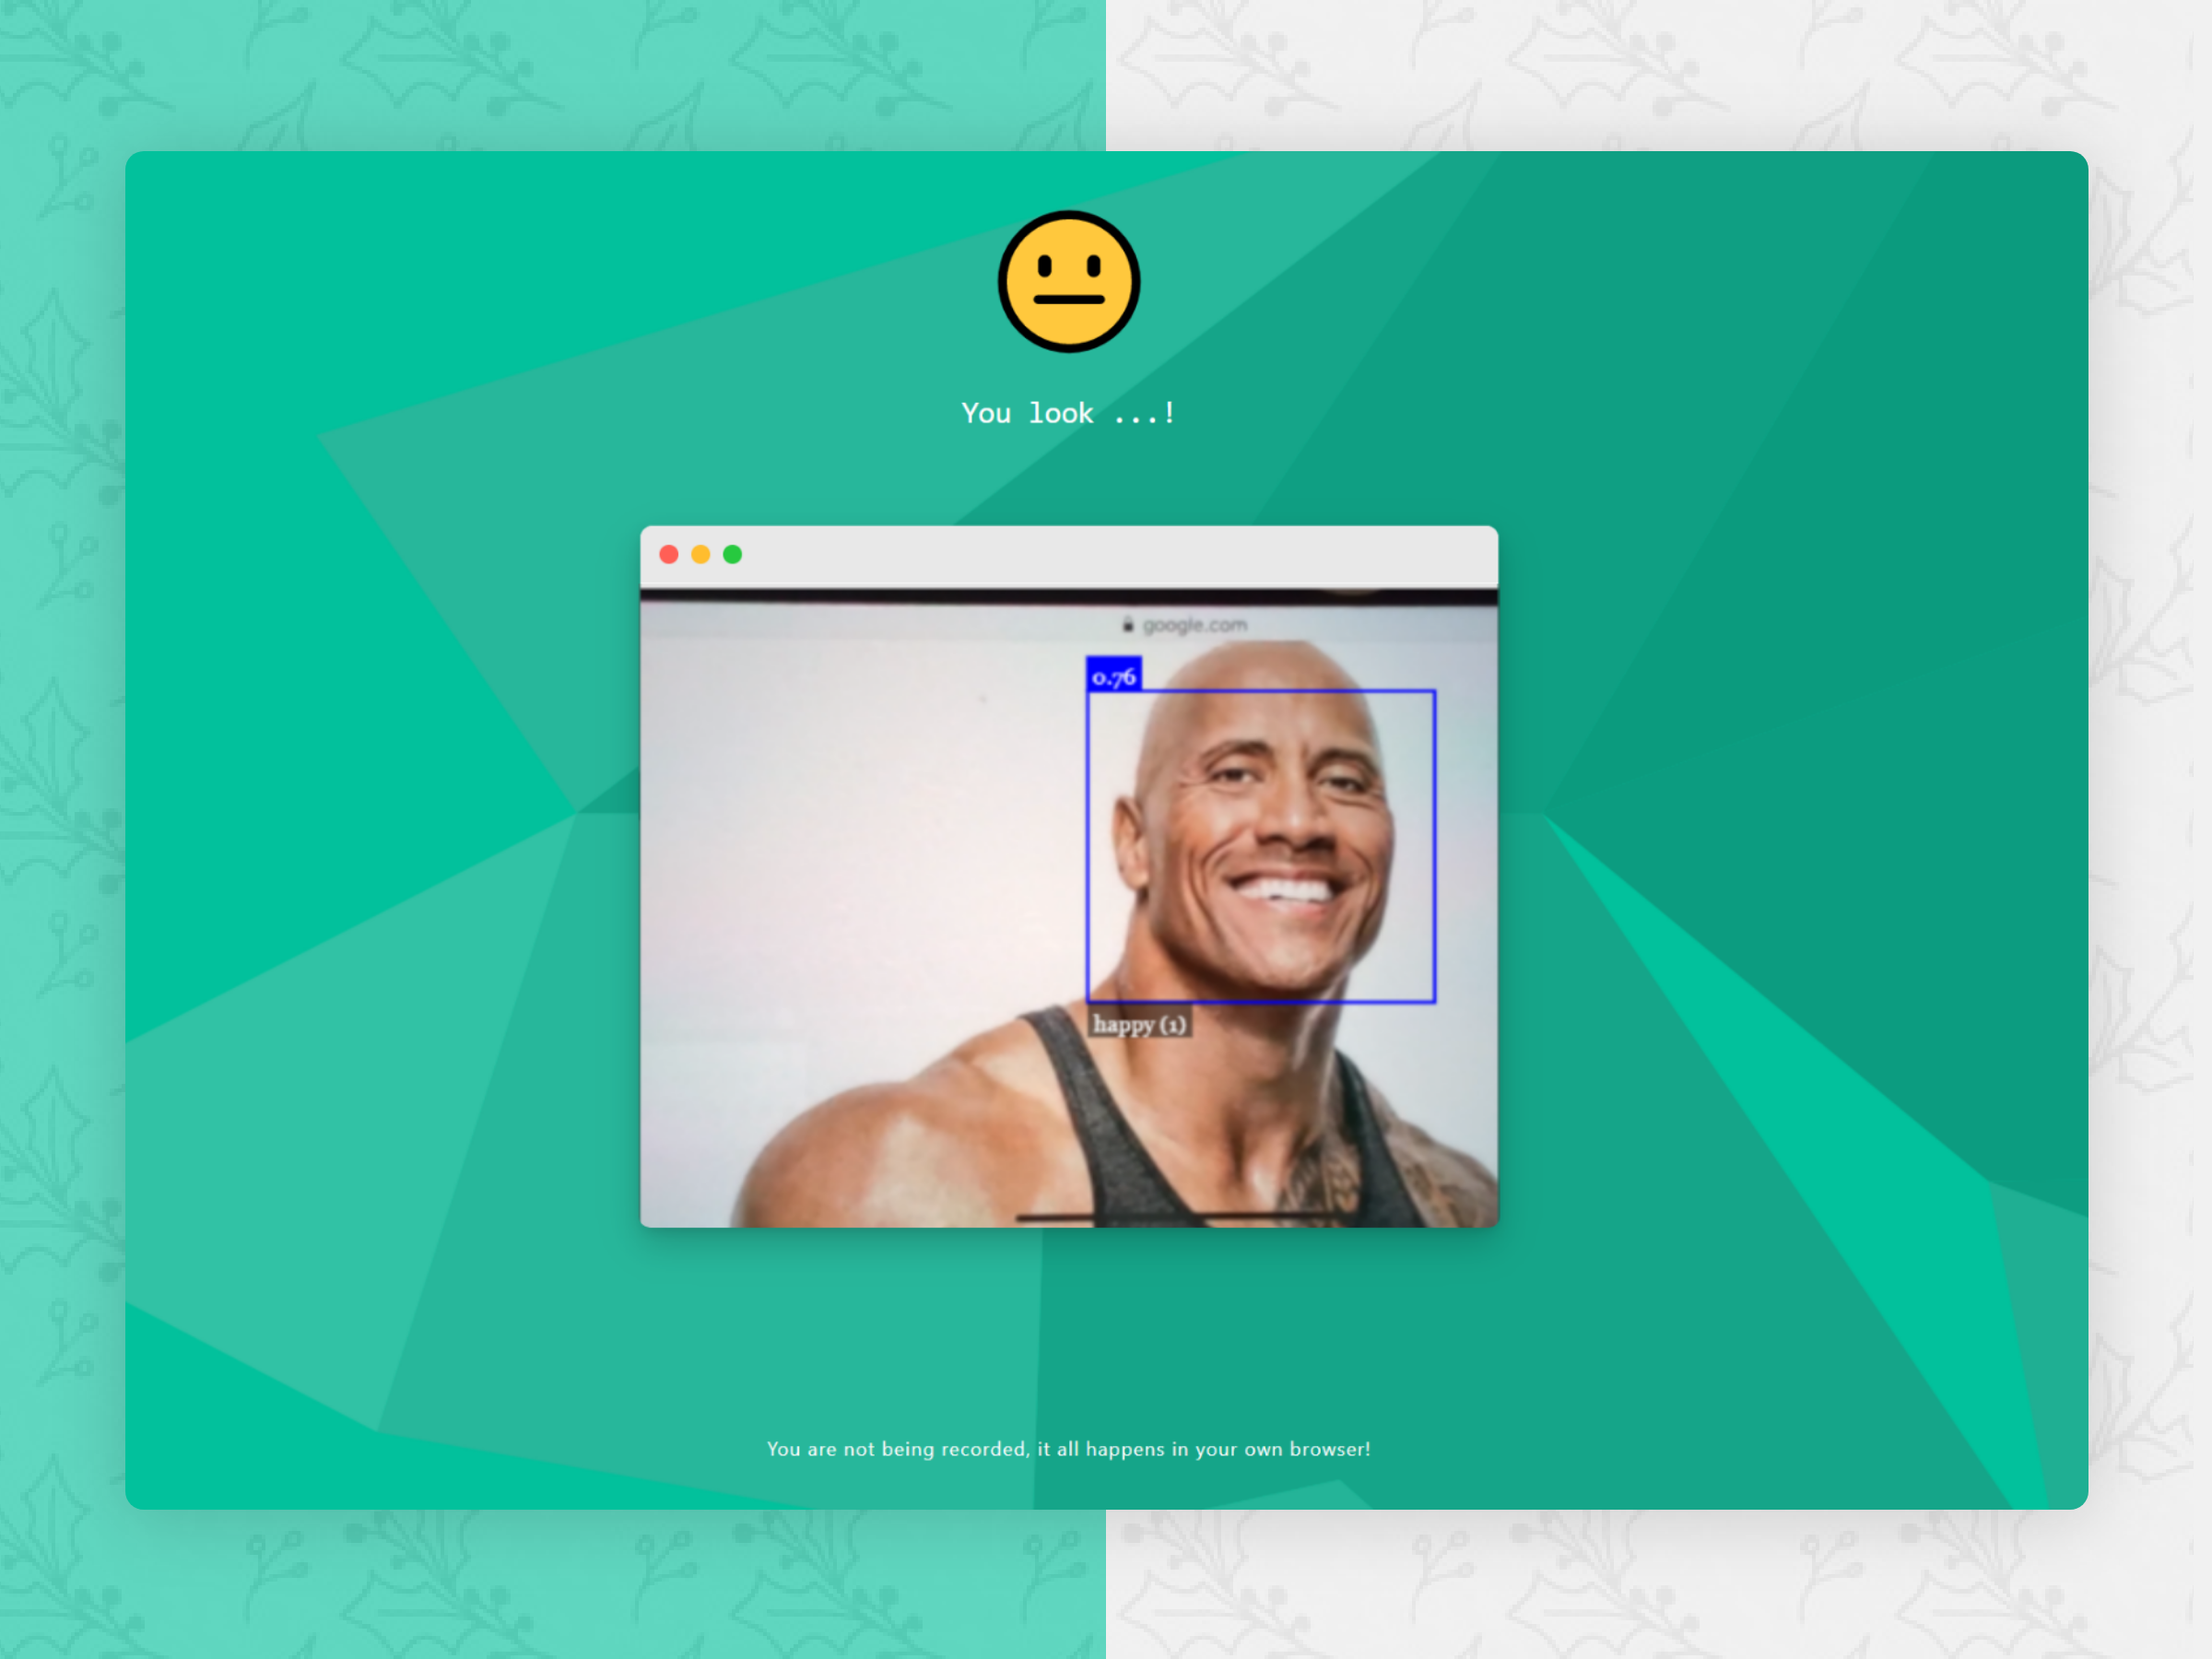 You look ...!
google.com
0.76
happy (1)
You are not being recorded, it all happens in your own browser!